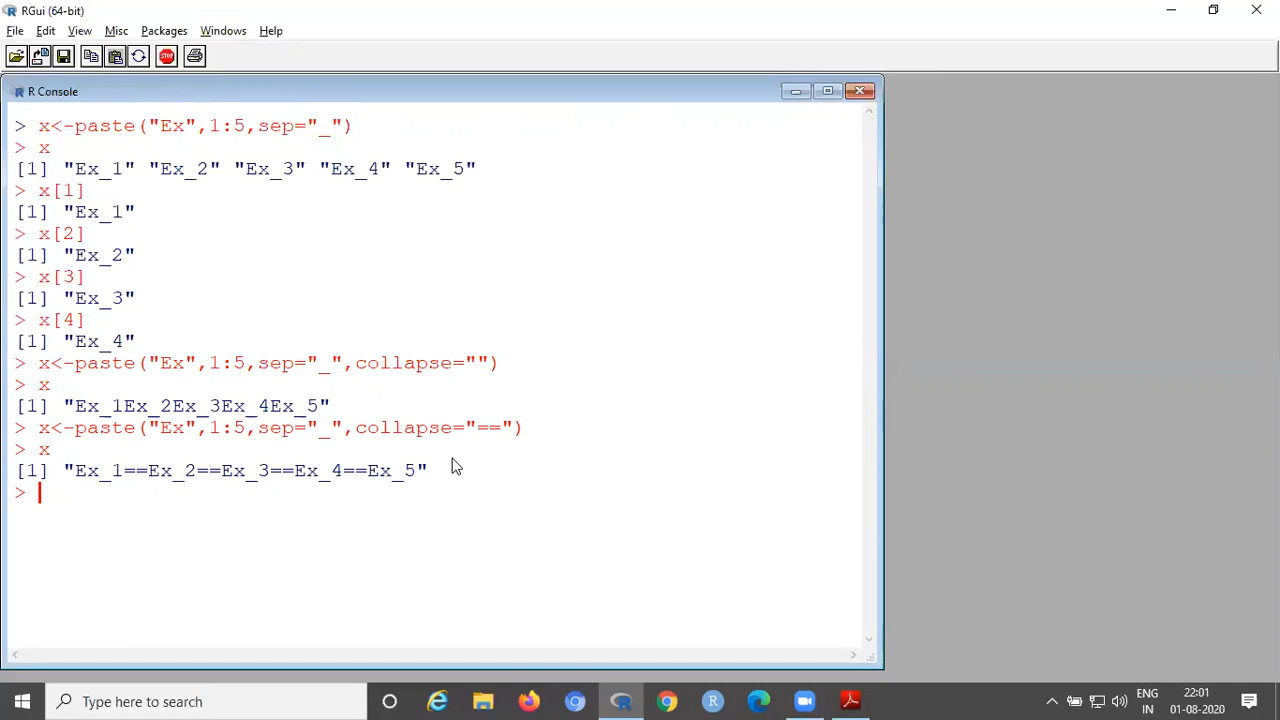 RGui (64-bit)
File Edit View Misc Packages Windows Help
STOP
R Console
> x<-paste("Ex",1:5,sep="_")
> x
[1] "Ex_1" "Ex_2" "Ex_3" "Ex_4" "Ex_5"
> x[1]
[1] "Ex_1"
> x[2]
[1] "Ex_2"
> x[3]
[1] "Ex_3"
> x[4]
[1] "Ex_4"
> x<-paste("Ex",1:5,sep="_",collapse="")
> x
[1] "Ex_1Ex_2Ex_3Ex_4Ex_5"
> x<-paste("Ex",1:5,sep="_",collapse="==")
> x
[1] "Ex_1==Ex_2==Ex_3==Ex_4==Ex_5"
>
Type here to search
ENG 22:01
IN 01-08-2020